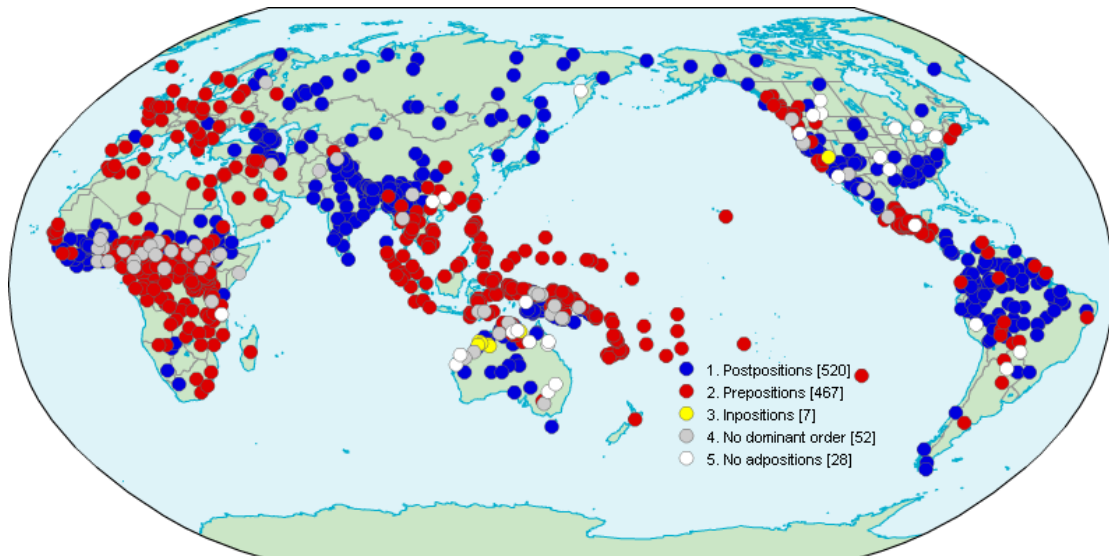 1. Postpositions [520]
2. Prepositions [467]
3. Inpositions [7]
4. No dominant order [52]
5. No adpositions [28]